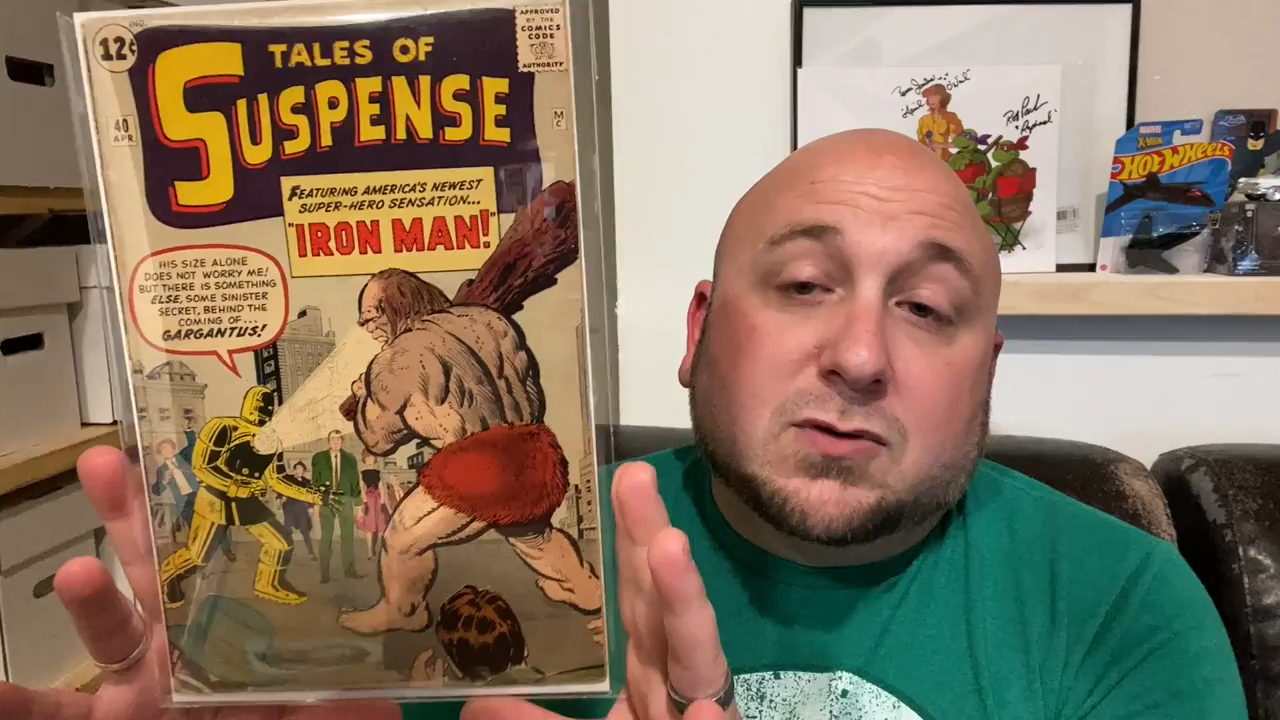 IND.
12¢
TALES OF
SUSPENSE
APPROVED
BY THE
COMICS
CODE
AUTHORITY
40
APR.
M
C
FEATURING AMERICA'S NEWEST
SUPER-HERO SENSATION...
"IRON MAN!"
HIS SIZE ALONE
DOES NOT WORRY ME!
BUT THERE IS SOMETHING
ELSE, SOME SINISTER
SECRET, BEHIND THE
COMING OF...
GARGANTUS!
"Raphael"
MARVEL
X-MEN
HOT WHEELS